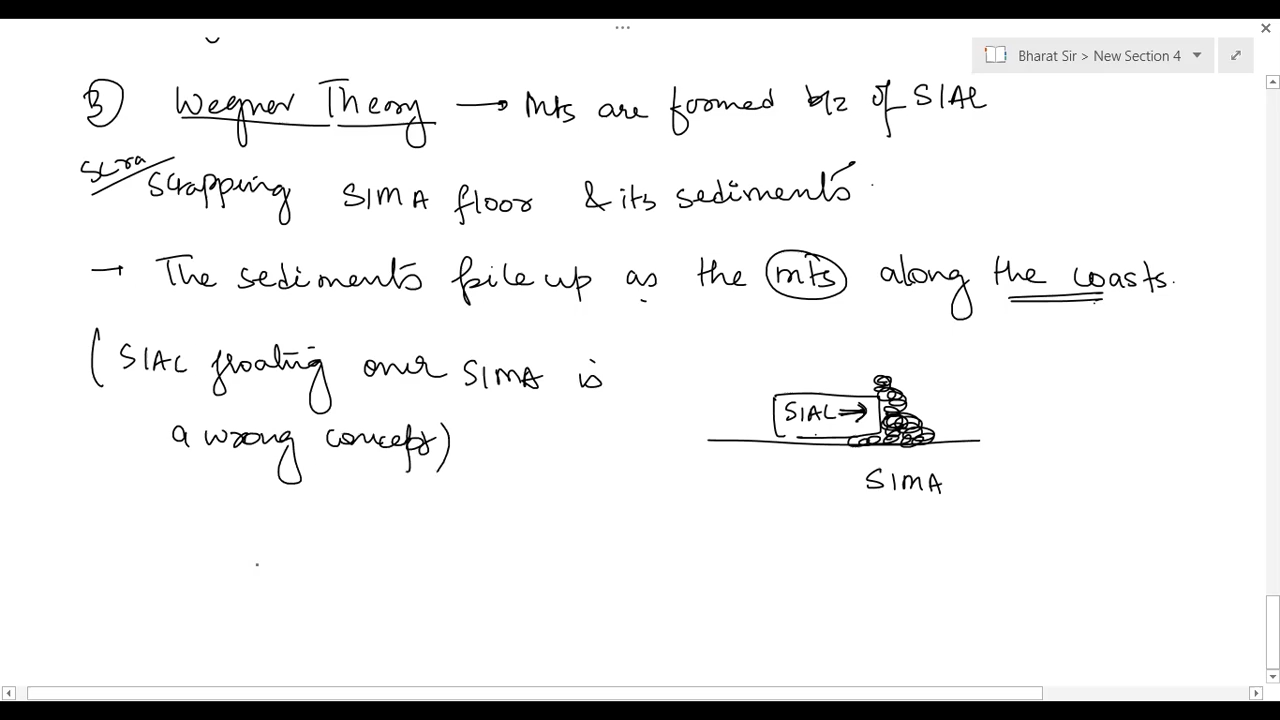 Bharat Sir > New Section 4
3) Wegner Theory → Mts are formed b/z of SIAL
Scra
Scrapping SIMA floor & its sediments
→ The sediments pile up as the mts along the coasts.
(SIAL floating over SIMA is
a wrong concept)
SIAL →
SIMA